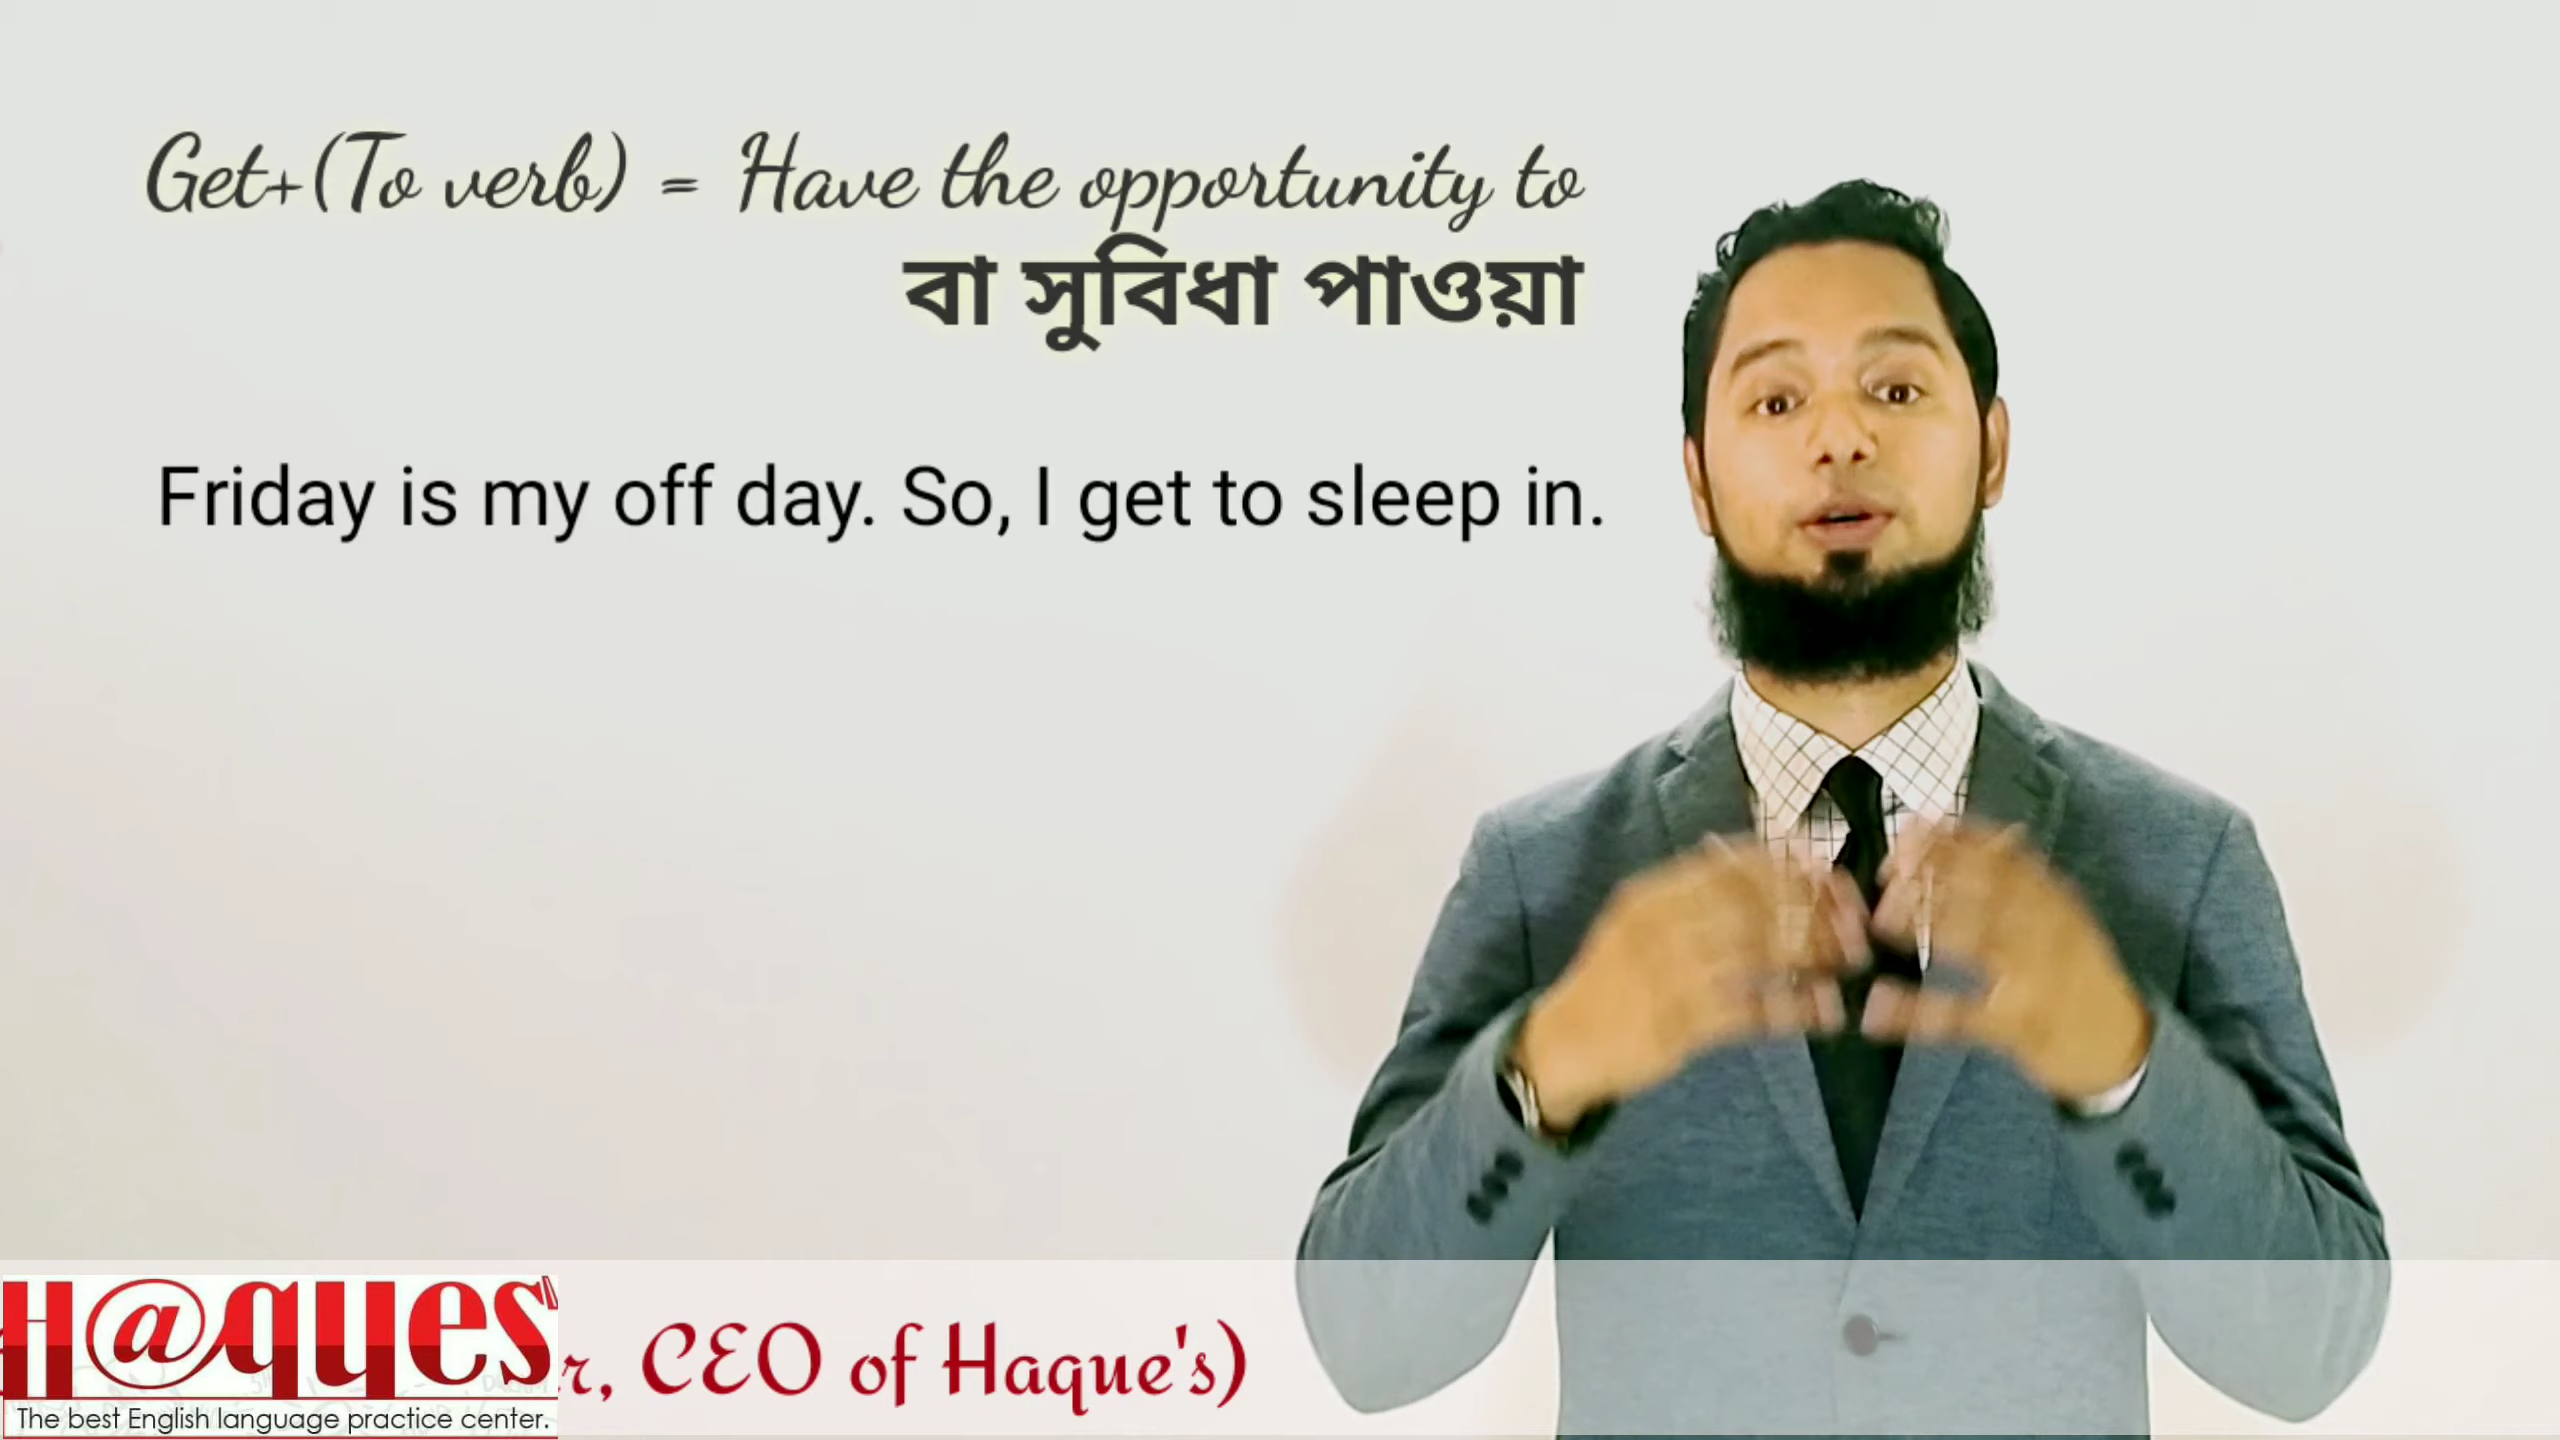 Get+(To verb) = Have the opportunity to
বা সুবিধা পাওয়া
Friday is my off day. So, I get to sleep in.
H@ques'
CEO of Haque's)
The best English language practice center.